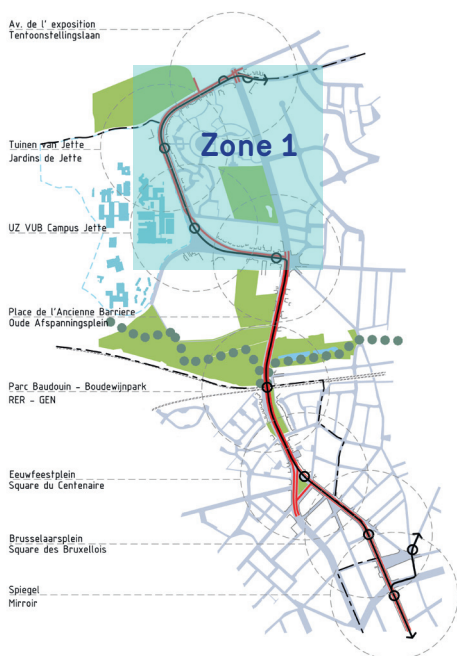 Av. de l' exposition
Tentoonstellingslaan
Zone 1
Tuinen van Jette
Jardins de Jette
UZ VUB Campus Jette
Place de l'Ancienne Barriere
Oude Afspanningsplein
Parc Baudouin - Boudewijnpark
RER - GEN
Eeuwfeestplein
Square du Centenaire
Brusselaarsplein
Square des Bruxellois
Spiegel
Mirroir